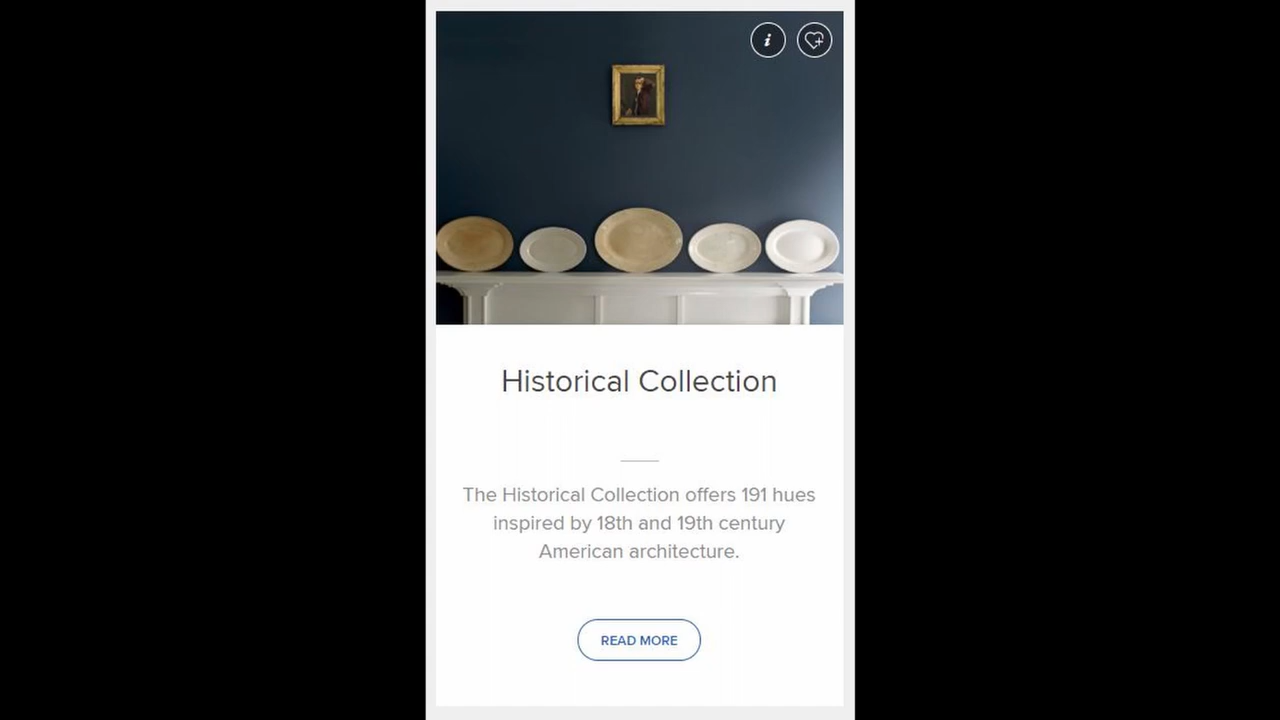 i
Historical Collection
The Historical Collection offers 191 hues
inspired by 18th and 19th century
American architecture.
READ MORE